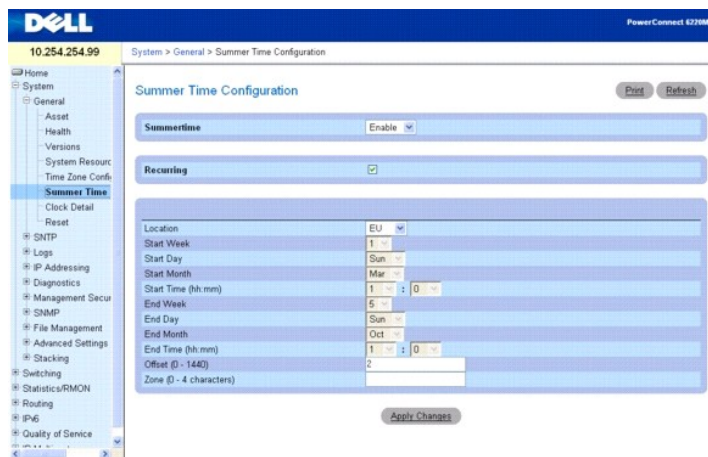 DELL
PowerConnect 6220M
10.254.254.99
System > General > Summer Time Configuration
Home
System
General
Asset
Health
Versions
System Resourc
Time Zone Confi
Summer Time
Clock Detail
Reset
SNTP
Logs
IP Addressing
Diagnostics
Management Secur
SNMP
File Management
Advanced Settings
Stacking
Switching
Statistics/RMON
Routing
IPv6
Quality of Service
Summer Time Configuration
Print Refresh
Summertime Enable
Recurring
Location EU
Start Week 1
Start Day Sun
Start Month Mar
Start Time (hh:mm) 1 : 0
End Week 5
End Day Sun
End Month Oct
End Time (hh:mm) 1 : 0
Offset (0 - 1440) 2
Zone (0 - 4 characters)
Apply Changes